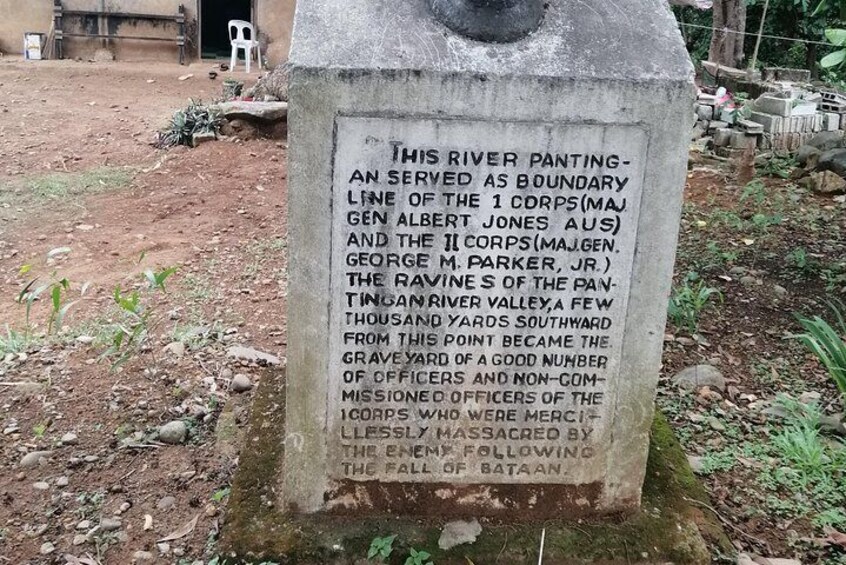 THIS RIVER PANTING-
AN SERVED AS BOUNDARY
LINE OF THE 1 CORPS(MAJ
GEN ALBERT JONES AUS)
AND THE II CORPS(MAJ.GEN.
GEORGE M. PARKER, JR.)
THE RAVINES OF THE PAN-
TINGAN RIVER VALLEY, A FEW
THOUSAND YARDS SOUTHWARD
FROM THIS POINT BECAME THE
GRAVEYARD OF A GOOD NUMBER
OF OFFICERS AND NON-COM-
MISSIONED OFFICERS OF THE
1 CORPS WHO WERE MERCI-
LLESSLY MASSACRED BY
THE ENEMY FOLLOWING
THE FALL OF BATAAN.